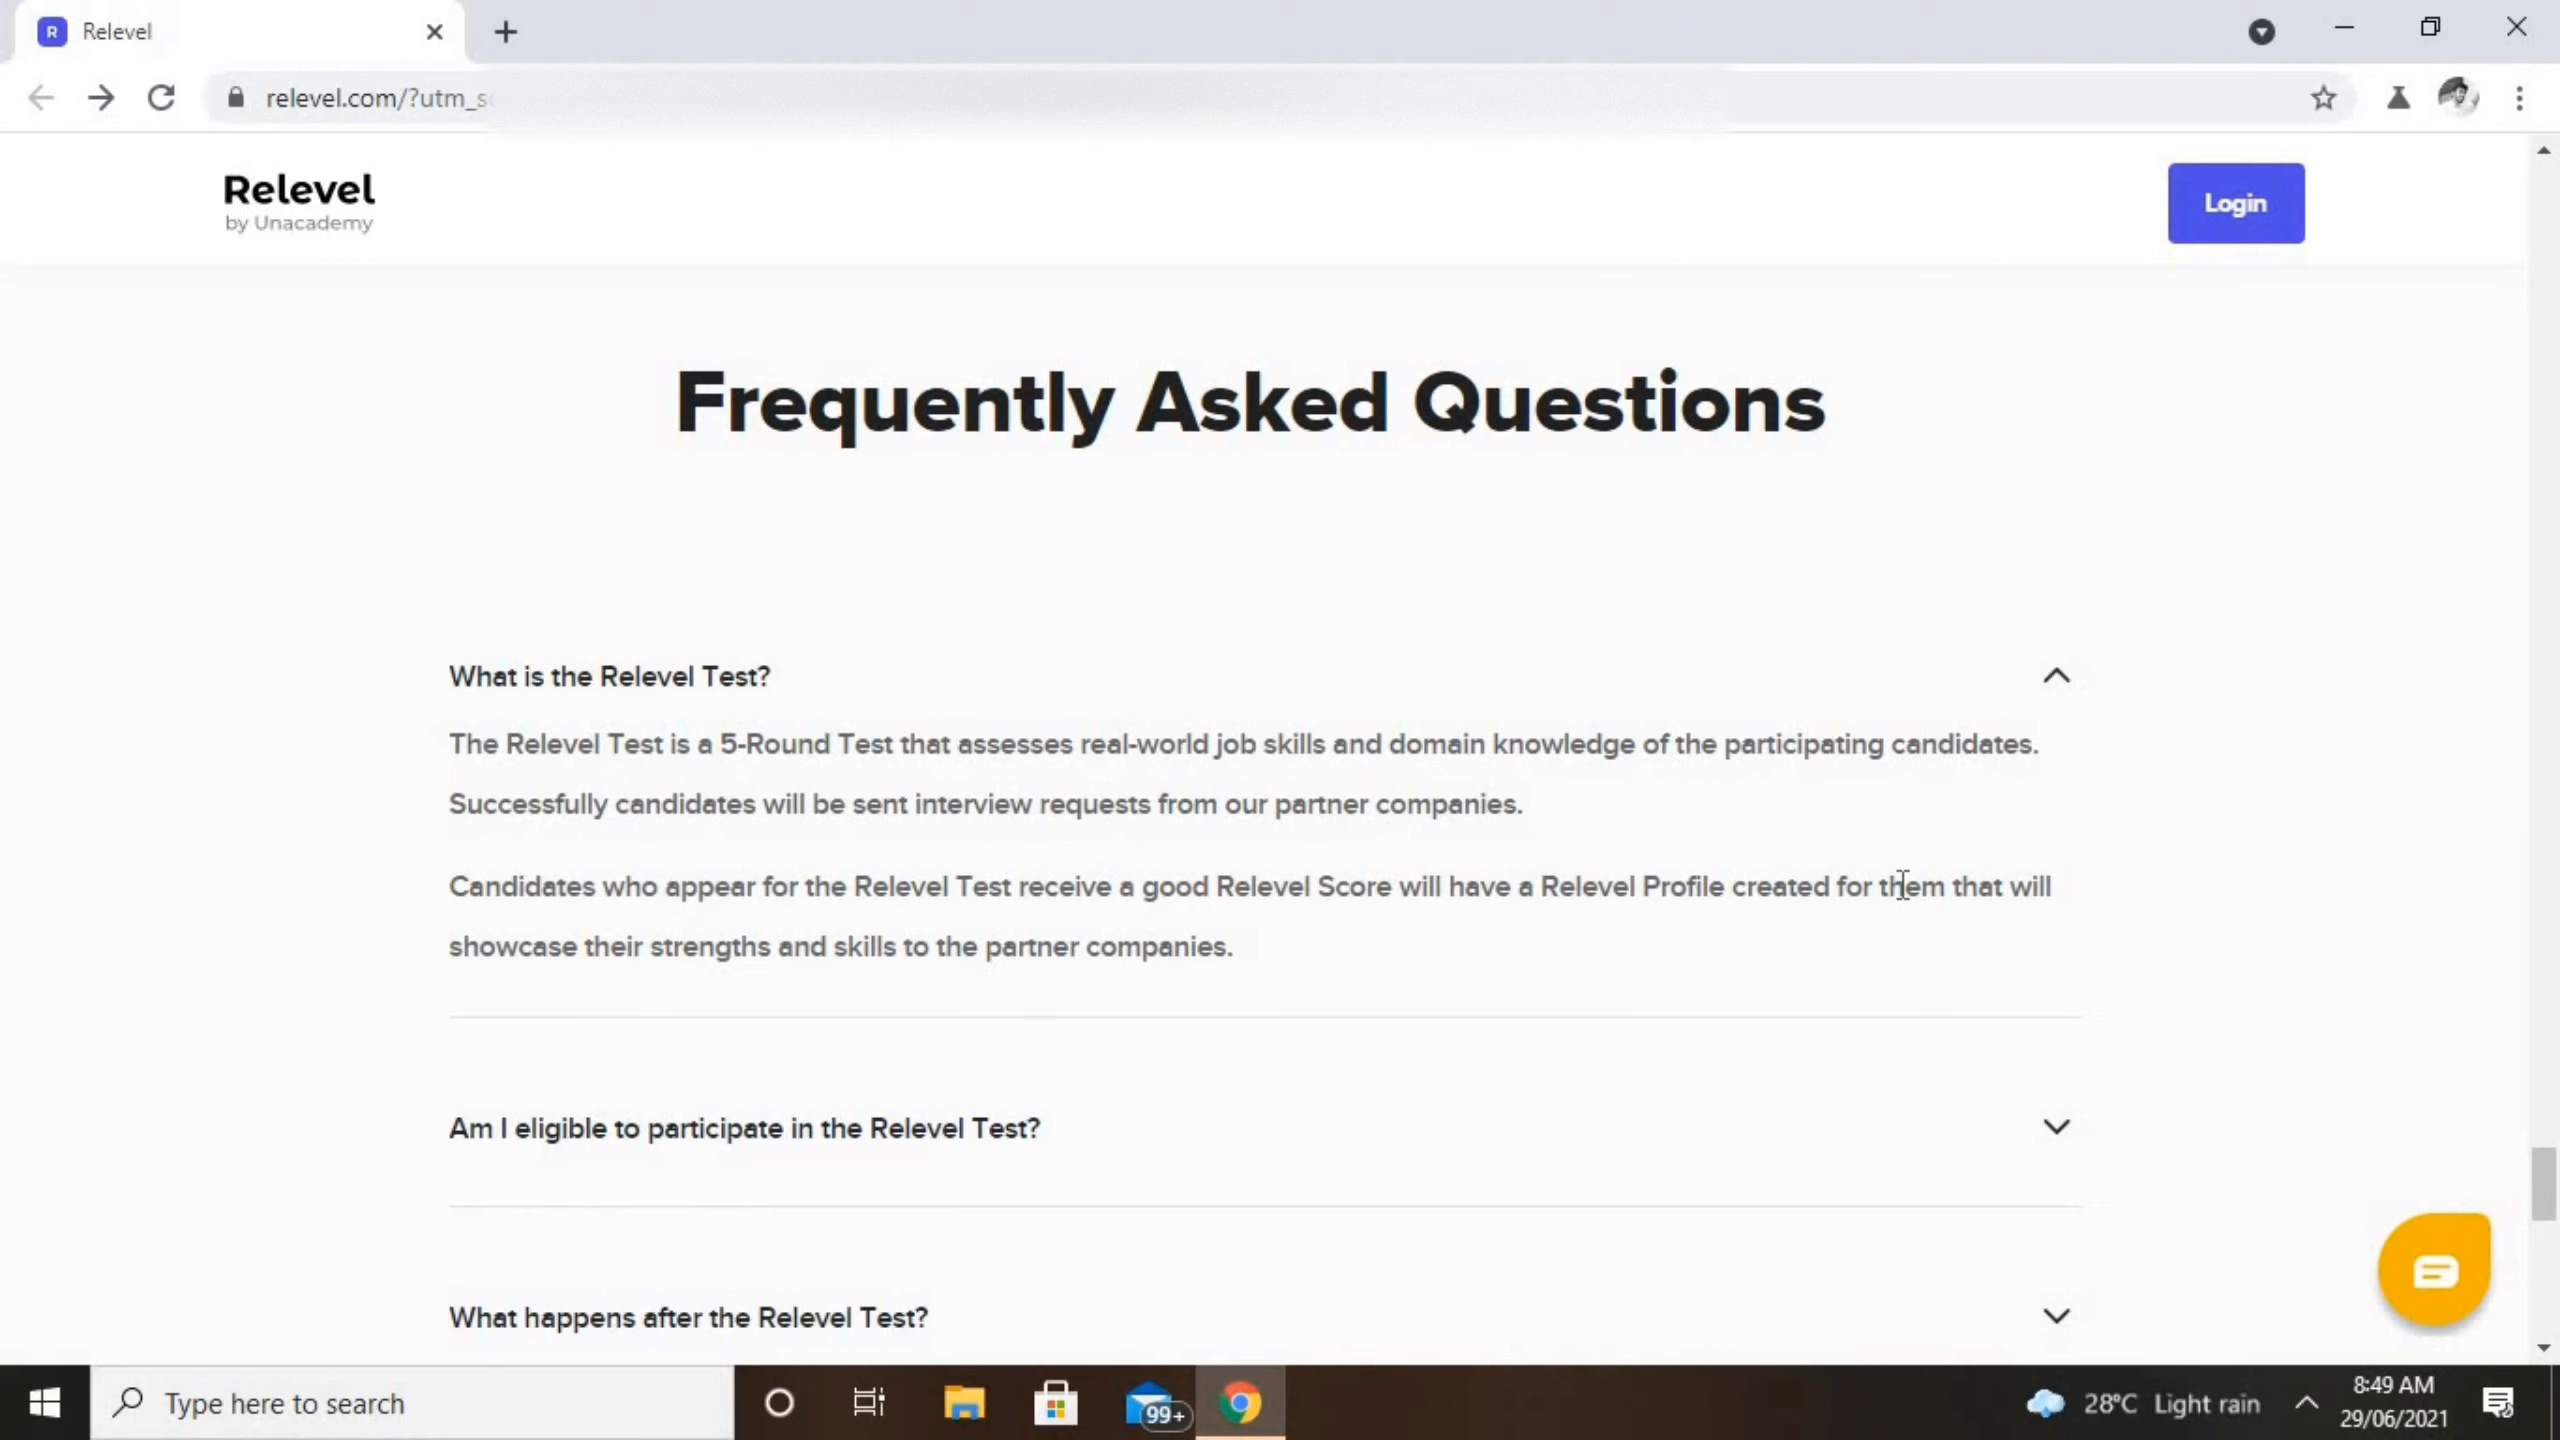 R Relevel
relevel.com/?utm_s
Relevel
by Unacademy
Login
Frequently Asked Questions
What is the Relevel Test?
The Relevel Test is a 5-Round Test that assesses real-world job skills and domain knowledge of the participating candidates.
Successfully candidates will be sent interview requests from our partner companies.
Candidates who appear for the Relevel Test receive a good Relevel Score will have a Relevel Profile created for them that will
showcase their strengths and skills to the partner companies.
Am I eligible to participate in the Relevel Test?
What happens after the Relevel Test?
Type here to search
99+
28°C Light rain
8:49 AM
29/06/2021